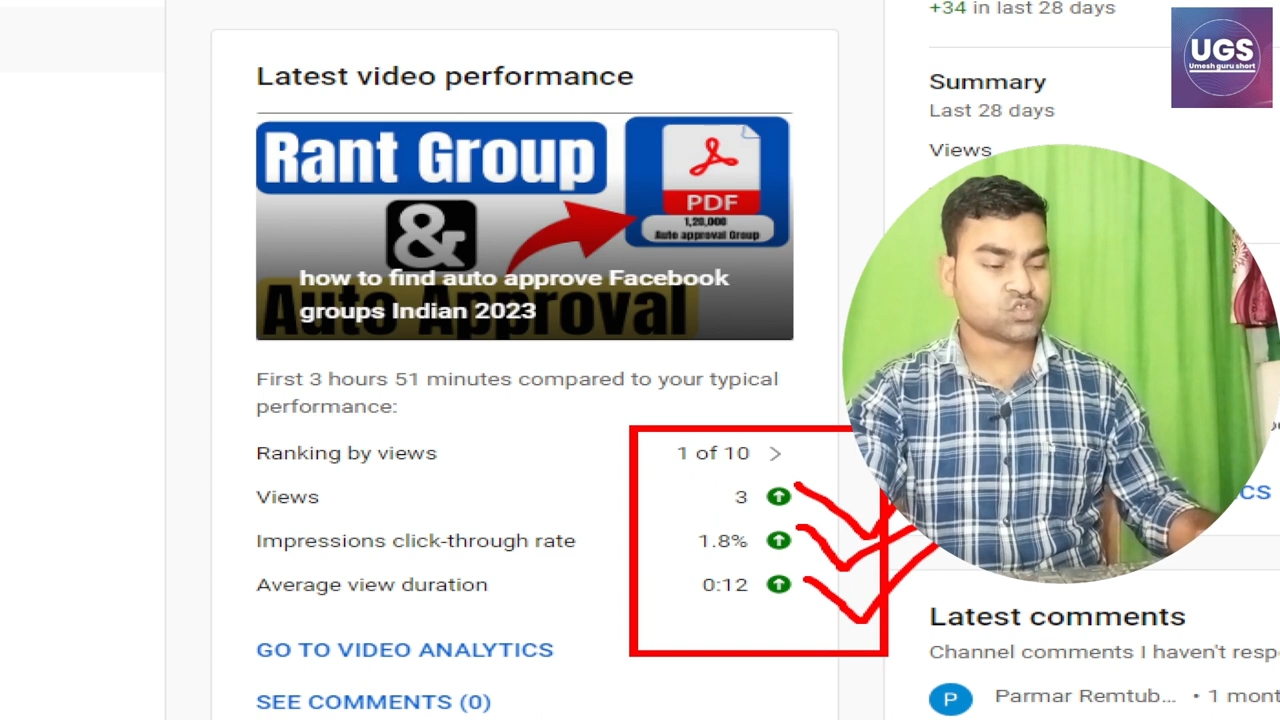 +34 in last 28 days
UGS
Umesh guru short
Latest video performance
Rant Group
&
Auto Approval
PDF
1,20,000
Auto approval Group
how to find auto approve Facebook
groups Indian 2023
First 3 hours 51 minutes compared to your typical
performance:
Ranking by views 1 of 10
Views 3
Impressions click-through rate 1.8%
Average view duration 0:12
GO TO VIDEO ANALYTICS
SEE COMMENTS (0)
Summary
Last 28 days
Views
CS
Latest comments
Channel comments I haven't resp
P
Parmar Remtub... • 1 mont